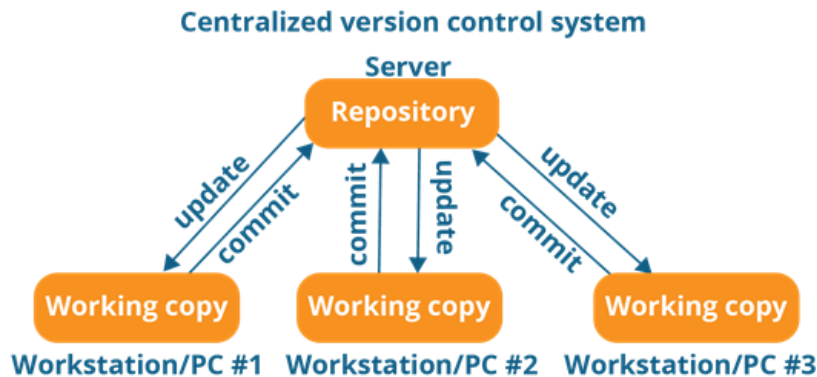 Centralized version control system
Server
Repository
update
commit
commit
update
update
commit
Working copy
Working copy
Working copy
Workstation/PC #1
Workstation/PC #2
Workstation/PC #3